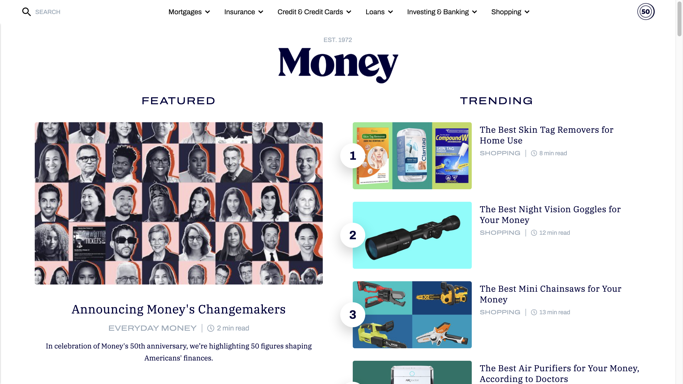 SEARCH
Mortgages
Insurance
Credit & Credit Cards
Loans
Investing & Banking
Shopping
50
EST. 1972
Money
FEATURED
Announcing Money's Changemakers
EVERYDAY MONEY | 2 min read
In celebration of Money's 50th anniversary, we're highlighting 50 figures shaping
Americans' finances.
TRENDING
1
The Best Skin Tag Removers for
Home Use
SHOPPING | 8 min read
2
The Best Night Vision Goggles for
Your Money
SHOPPING | 12 min read
3
The Best Mini Chainsaws for Your
Money
SHOPPING | 13 min read
The Best Air Purifiers for Your Money,
According to Doctors